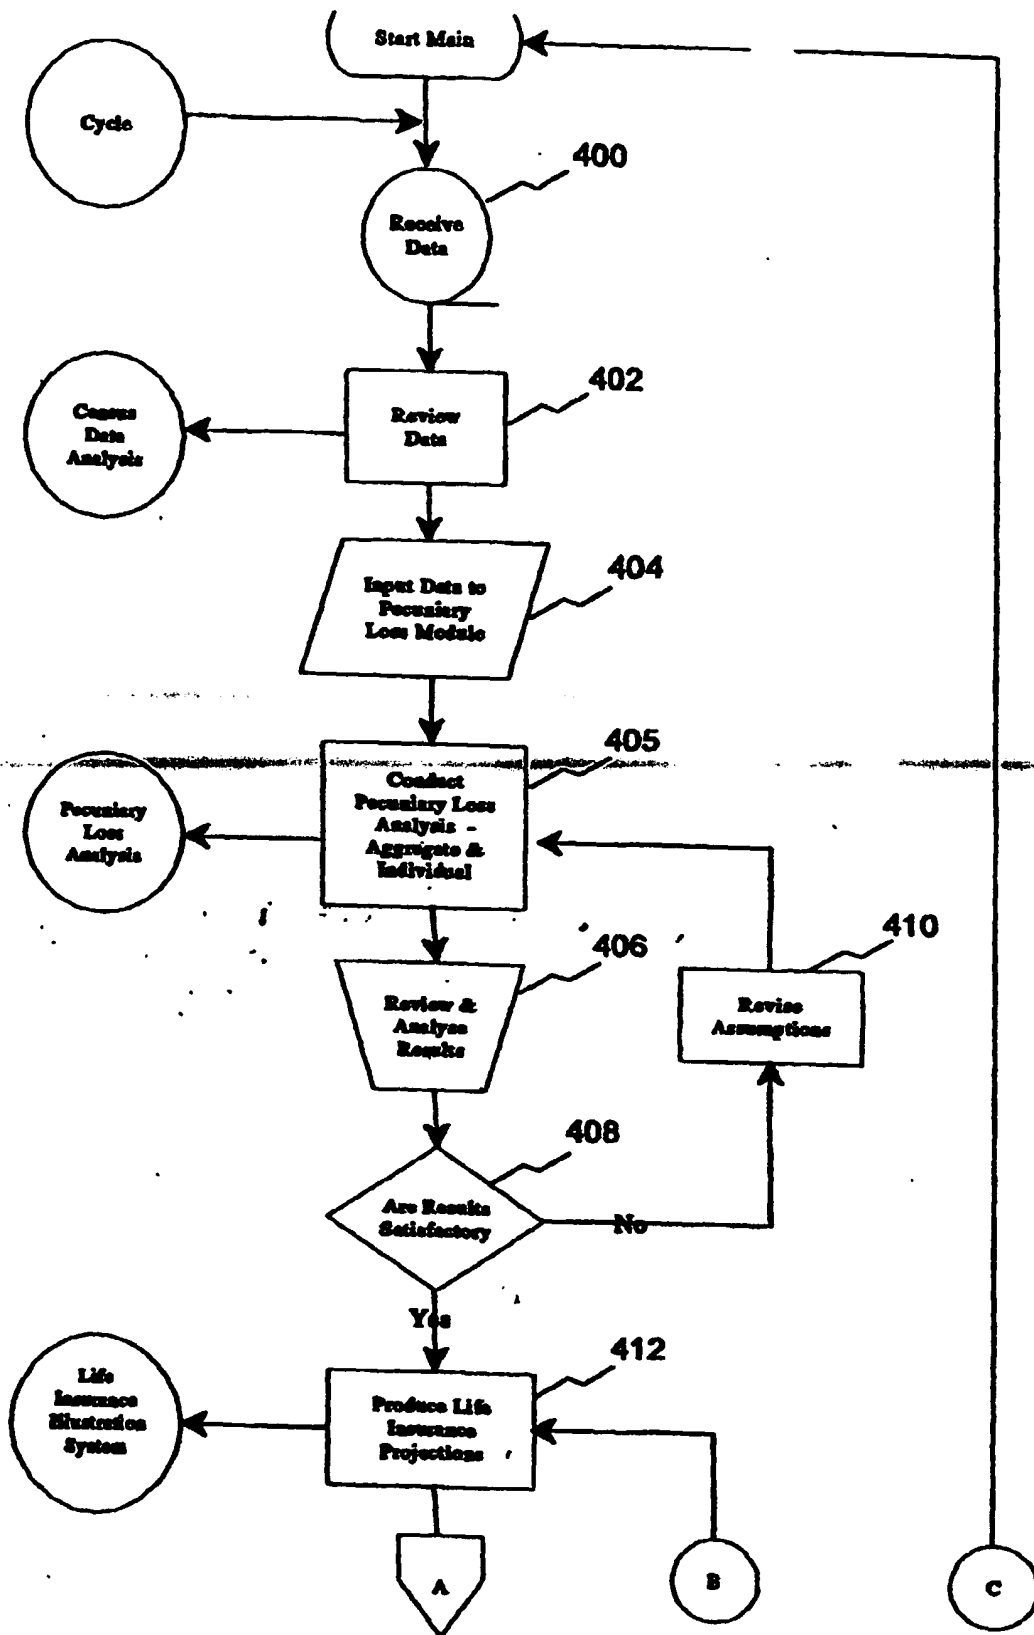 Start Main
Cycle
400
Receive
Data
402
Review
Data
Census
Data
Analysis
404
Input Data to
Pecuniary
Loss Module
405
Conduct
Pecuniary Loss
Analysis -
Aggregate &
Individual
Pecuniary
Loss
Analysis
406
Review &
Analyze
Results
410
Revise
Assumptions
408
Are Results
Satisfactory
No
Yes
412
Produce Life
Insurance
Projections
Life
Insurance
Illustration
System
A
B
C